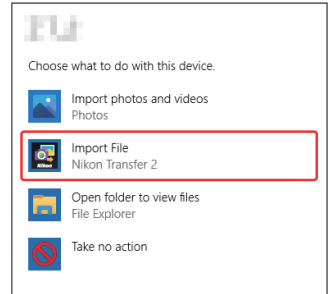 Choose what to do with this device.
Import photos and videos
Photos
Import File
Nikon Transfer 2
Nikon
Open folder to view files
File Explorer
Take no action